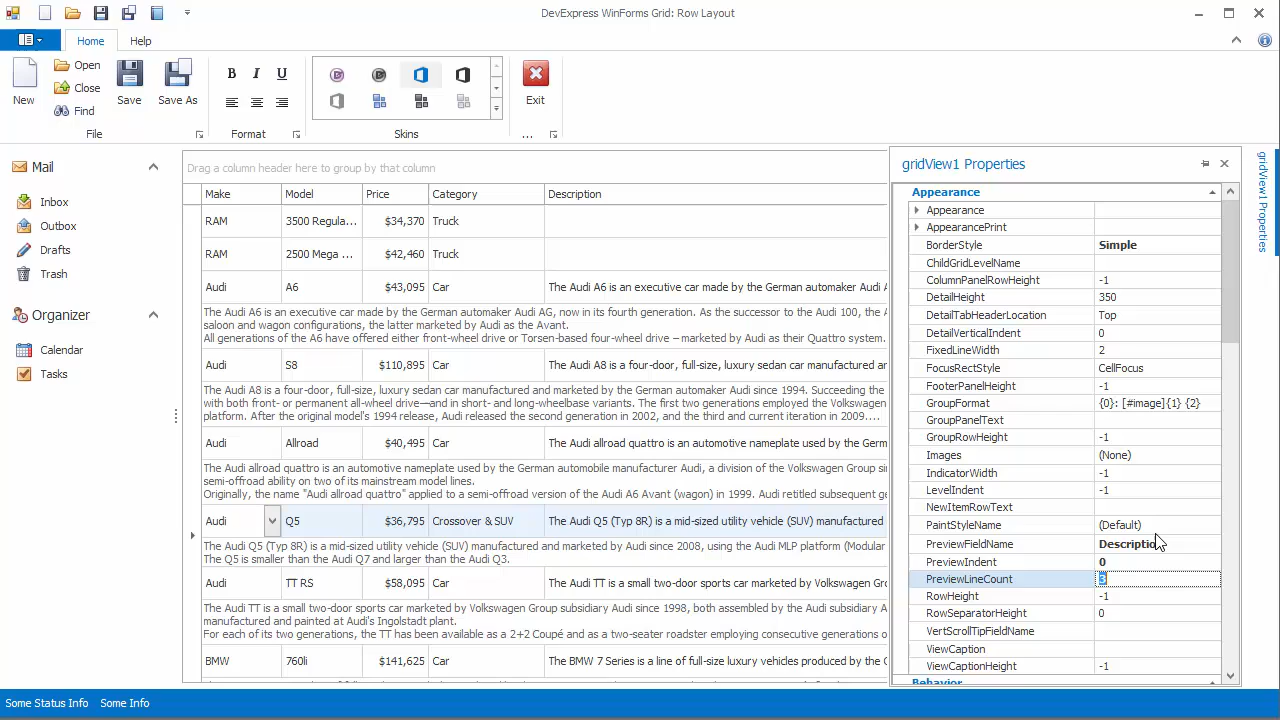 DevExpress WinForms Grid: Row Layout
Home
Help
New
Open
Close
Find
Save
Save As
File
B I U
Format
Skins
Exit
...
Mail
Inbox
Outbox
Drafts
Trash
Organizer
Calendar
Tasks
Drag a column header here to group by that column
Make Model Price Category Description
RAM 3500 Regula... $34,370 Truck
RAM 2500 Mega ... $42,460 Truck
Audi A6 $43,095 Car The Audi A6 is an executive car made by the German automaker Audi A
The Audi A6 is an executive car made by the German automaker Audi AG, now in its fourth generation. As the successor to the Audi 100, the A
saloon and wagon configurations, the latter marketed by Audi as the Avant.
All generations of the A6 have offered either front-wheel drive or Torsen-based four-wheel drive – marketed by Audi as their Quattro system.
Audi S8 $110,895 Car The Audi A8 is a four-door, full-size, luxury sedan car manufactured an
The Audi A8 is a four-door, full-size, luxury sedan car manufactured and marketed by the German automaker Audi since 1994. Succeeding the
with both front- or permanent all-wheel drive—and in short- and long-wheelbase variants. The first two generations employed the Volkswagen
platform. After the original model's 1994 release, Audi released the second generation in 2002, and the third and current iteration in 2009....
Audi Allroad $40,495 Car The Audi allroad quattro is an automotive nameplate used by the Germ
The Audi allroad quattro is an automotive nameplate used by the German automobile manufacturer Audi, a division of the Volkswagen Group si
semi-offroad ability on two of its mainstream model lines.
Originally, the name "Audi allroad quattro" applied to a semi-offroad version of the Audi A6 Avant (wagon) in 1999. Audi retitled subsequent ge
Audi Q5 $36,795 Crossover & SUV The Audi Q5 (Typ 8R) is a mid-sized utility vehicle (SUV) manufactured
The Audi Q5 (Typ 8R) is a mid-sized utility vehicle (SUV) manufactured and marketed by Audi since 2008, using the Audi MLP platform (Modular
The Q5 is smaller than the Audi Q7 and larger than the Audi Q3.
Audi TT RS $58,095 Car The Audi TT is a small two-door sports car marketed by Volkswagen Gr
The Audi TT is a small two-door sports car marketed by Volkswagen Group subsidiary Audi since 1998, both assembled by the Audi subsidiary A
manufactured and painted at Audi's Ingolstadt plant.
For each of its two generations, the TT has been available as a 2+2 Coupé and as a two-seater roadster employing consecutive generations o
BMW 760li $141,625 Car The BMW 7 Series is a line of full-size luxury vehicles produced by the G
gridView1 Properties
Appearance
Appearance
AppearancePrint
BorderStyle Simple
ChildGridLevelName
ColumnPanelRowHeight -1
DetailHeight 350
DetailTabHeaderLocation Top
DetailVerticalIndent 0
FixedLineWidth 2
FocusRectStyle CellFocus
FooterPanelHeight -1
GroupFormat {0}: [#image]{1} {2}
GroupPanelText
GroupRowHeight -1
Images (None)
IndicatorWidth -1
LevelIndent -1
NewItemRowText
PaintStyleName (Default)
PreviewFieldName Description
PreviewIndent 0
PreviewLineCount 3
RowHeight -1
RowSeparatorHeight 0
VertScrollTipFieldName
ViewCaption
ViewCaptionHeight -1
Behavior
gridView1 Properties
Some Status Info Some Info